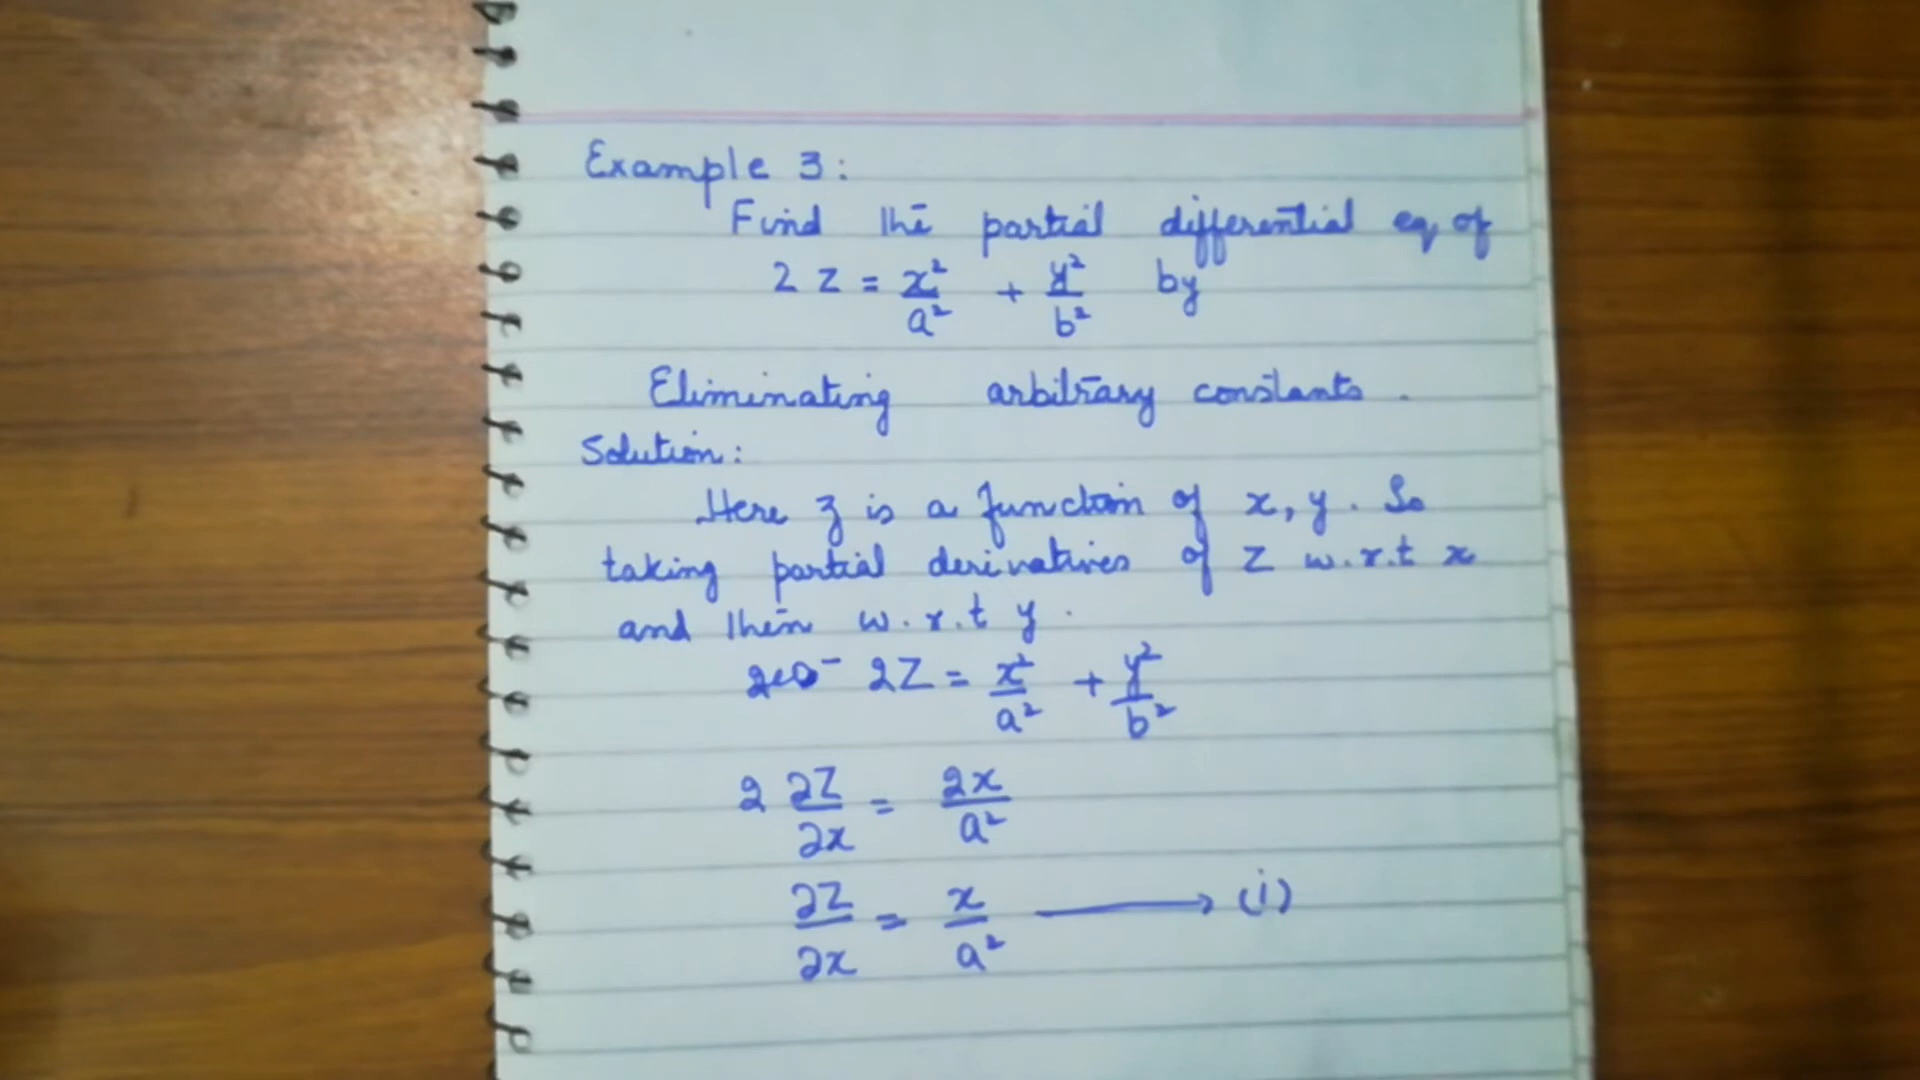 Example 3:
Find the partial differential eq of
2 Z = x²/a² + y²/b² by
Eliminating arbitrary constants.
Solution:
Here z is a function of x, y. So
taking partial derivatives of Z w.r.t x
and then w.r.t y.
2Z = x²/a² + y²/b²
2 ∂Z/∂x = 2x/a²
∂Z/∂x = x/a² ⟶ (i)